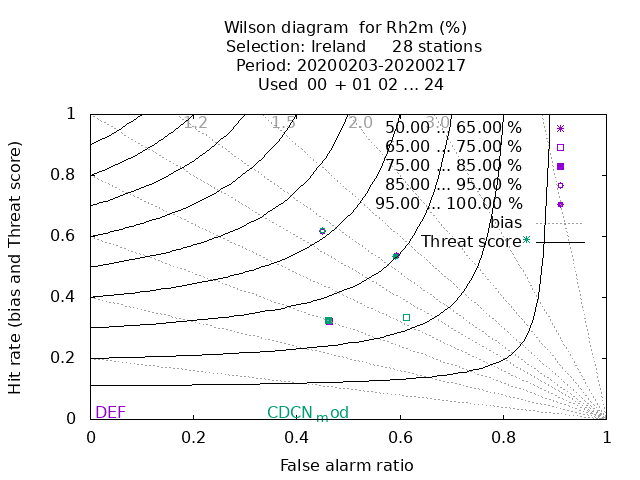 Wilson diagram  for Rh2m (%)
Selection: Ireland     28 stations
Period: 20200203-20200217
Used  00  + 01 02 ... 24
1
0.8
0.6
0.4
0.2
0
Hit rate (bias and Threat score)
1.2
1.5
2.0
3.0
50.00 ... 65.00 %
65.00 ... 75.00 %
75.00 ... 85.00 %
85.00 ... 95.00 %
95.00 ... 100.00 %
bias
Threat score
DEF
CDCNmod
0 0.2 0.4 0.6 0.8 1
False alarm ratio